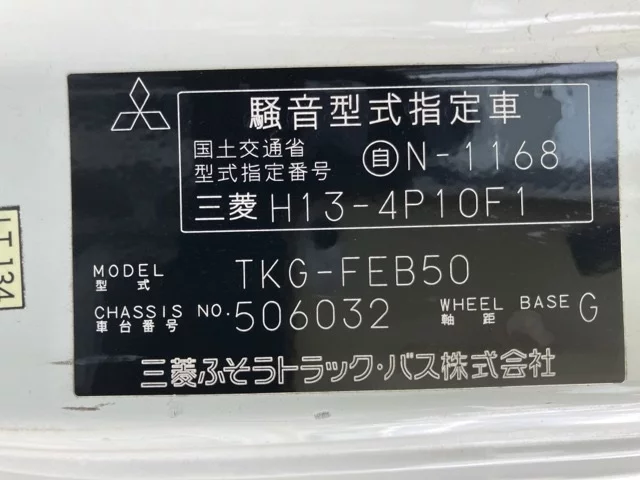 騒音型式指定車
国土交通省
型式指定番号 自N-1168
三菱 H13-4P10F1
MODEL
型式 TKG-FEB50
CHASSIS NO.
車台番号 506032
WHEEL BASE
軸距 G
三菱ふそうトラック・バス株式会社
LT134